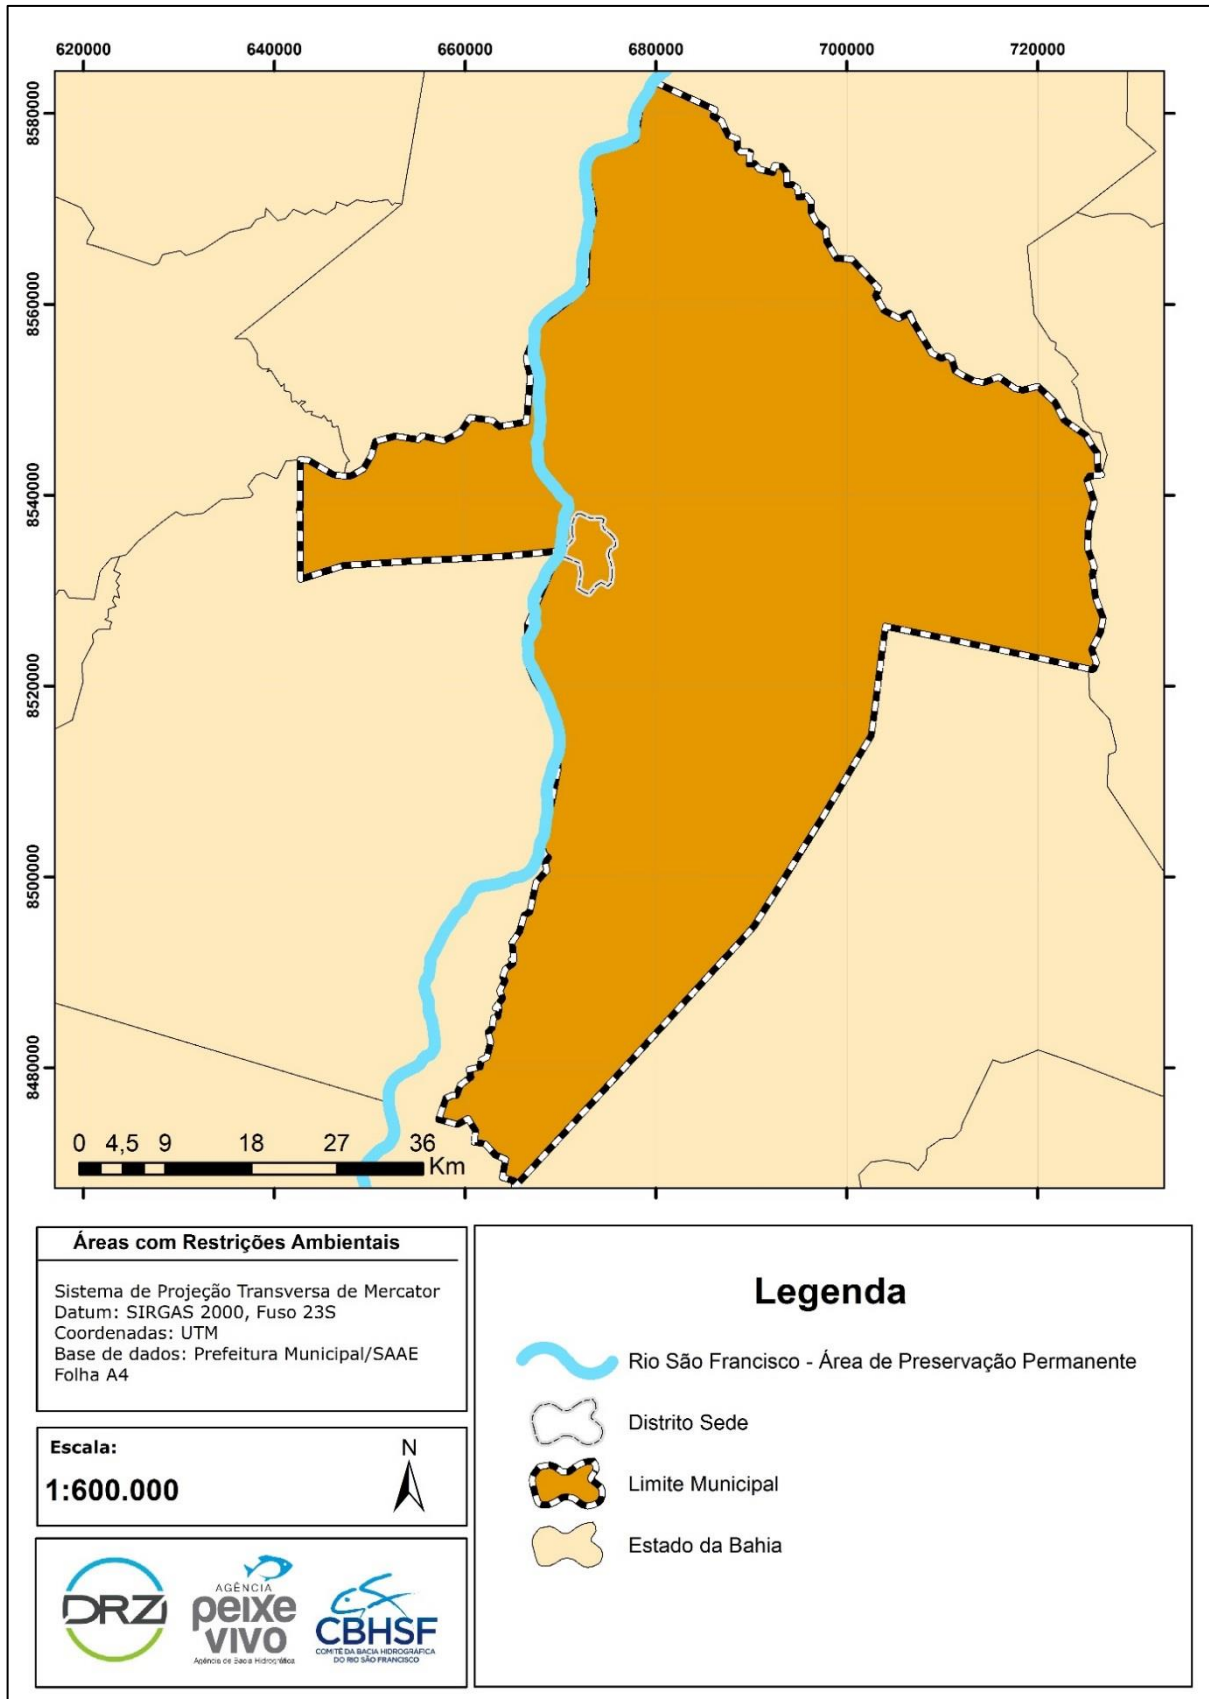 620000 640000 660000 680000 700000 720000
8580000
8560000
8540000
8520000
8500000
8480000
0 4,5 9 18 27 36
Km
Áreas com Restrições Ambientais
Sistema de Projeção Transversa de Mercator
Datum: SIRGAS 2000, Fuso 23S
Coordenadas: UTM
Base de dados: Prefeitura Municipal/SAAE
Folha A4
Escala:
1:600.000
N
DRZ
AGÊNCIA
peixe
vivo
Agência de Bacia Hidrográfica
CBHSF
COMITÊ DA BACIA HIDROGRÁFICA
DO RIO SÃO FRANCISCO
Legenda
Rio São Francisco - Área de Preservação Permanente
Distrito Sede
Limite Municipal
Estado da Bahia